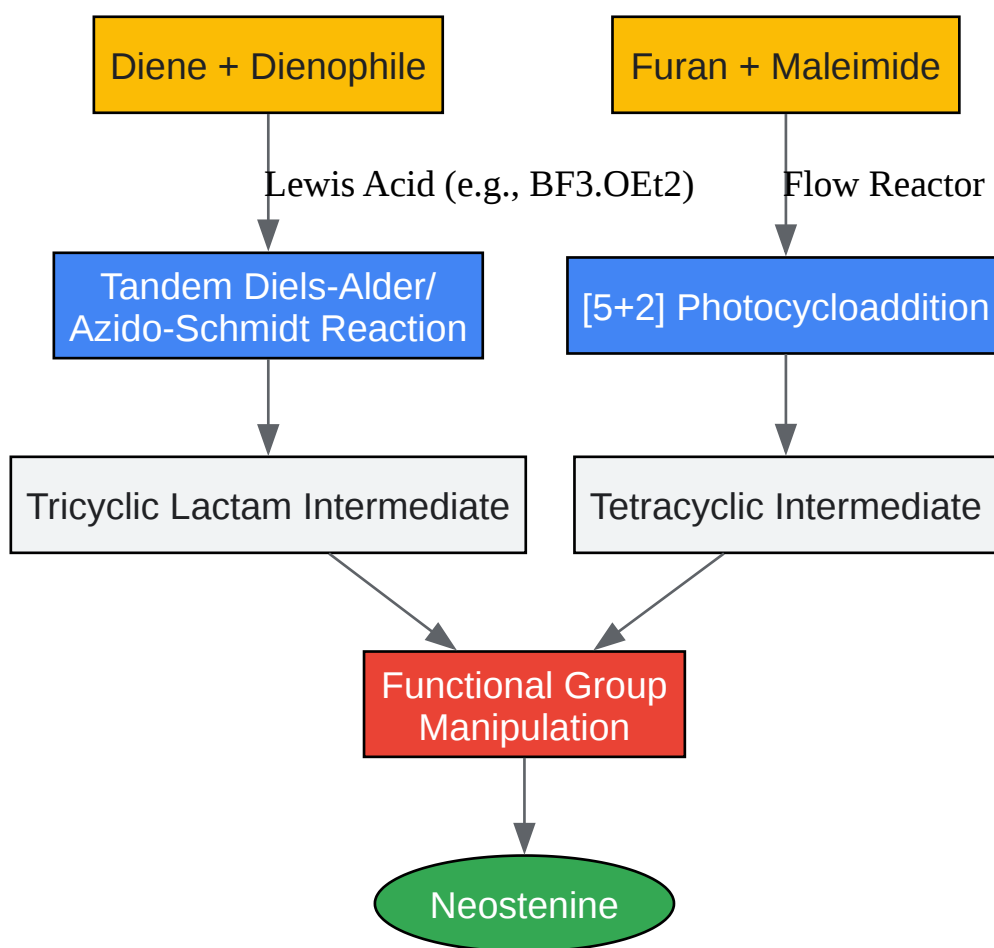 Diene + Dienophile
Furan + Maleimide
Lewis Acid (e.g., BF3.OEt2)
Flow Reactor
Tandem Diels-Alder/
Azido-Schmidt Reaction
[5+2] Photocycloaddition
Tricyclic Lactam Intermediate
Tetracyclic Intermediate
Functional Group
Manipulation
Neostenine